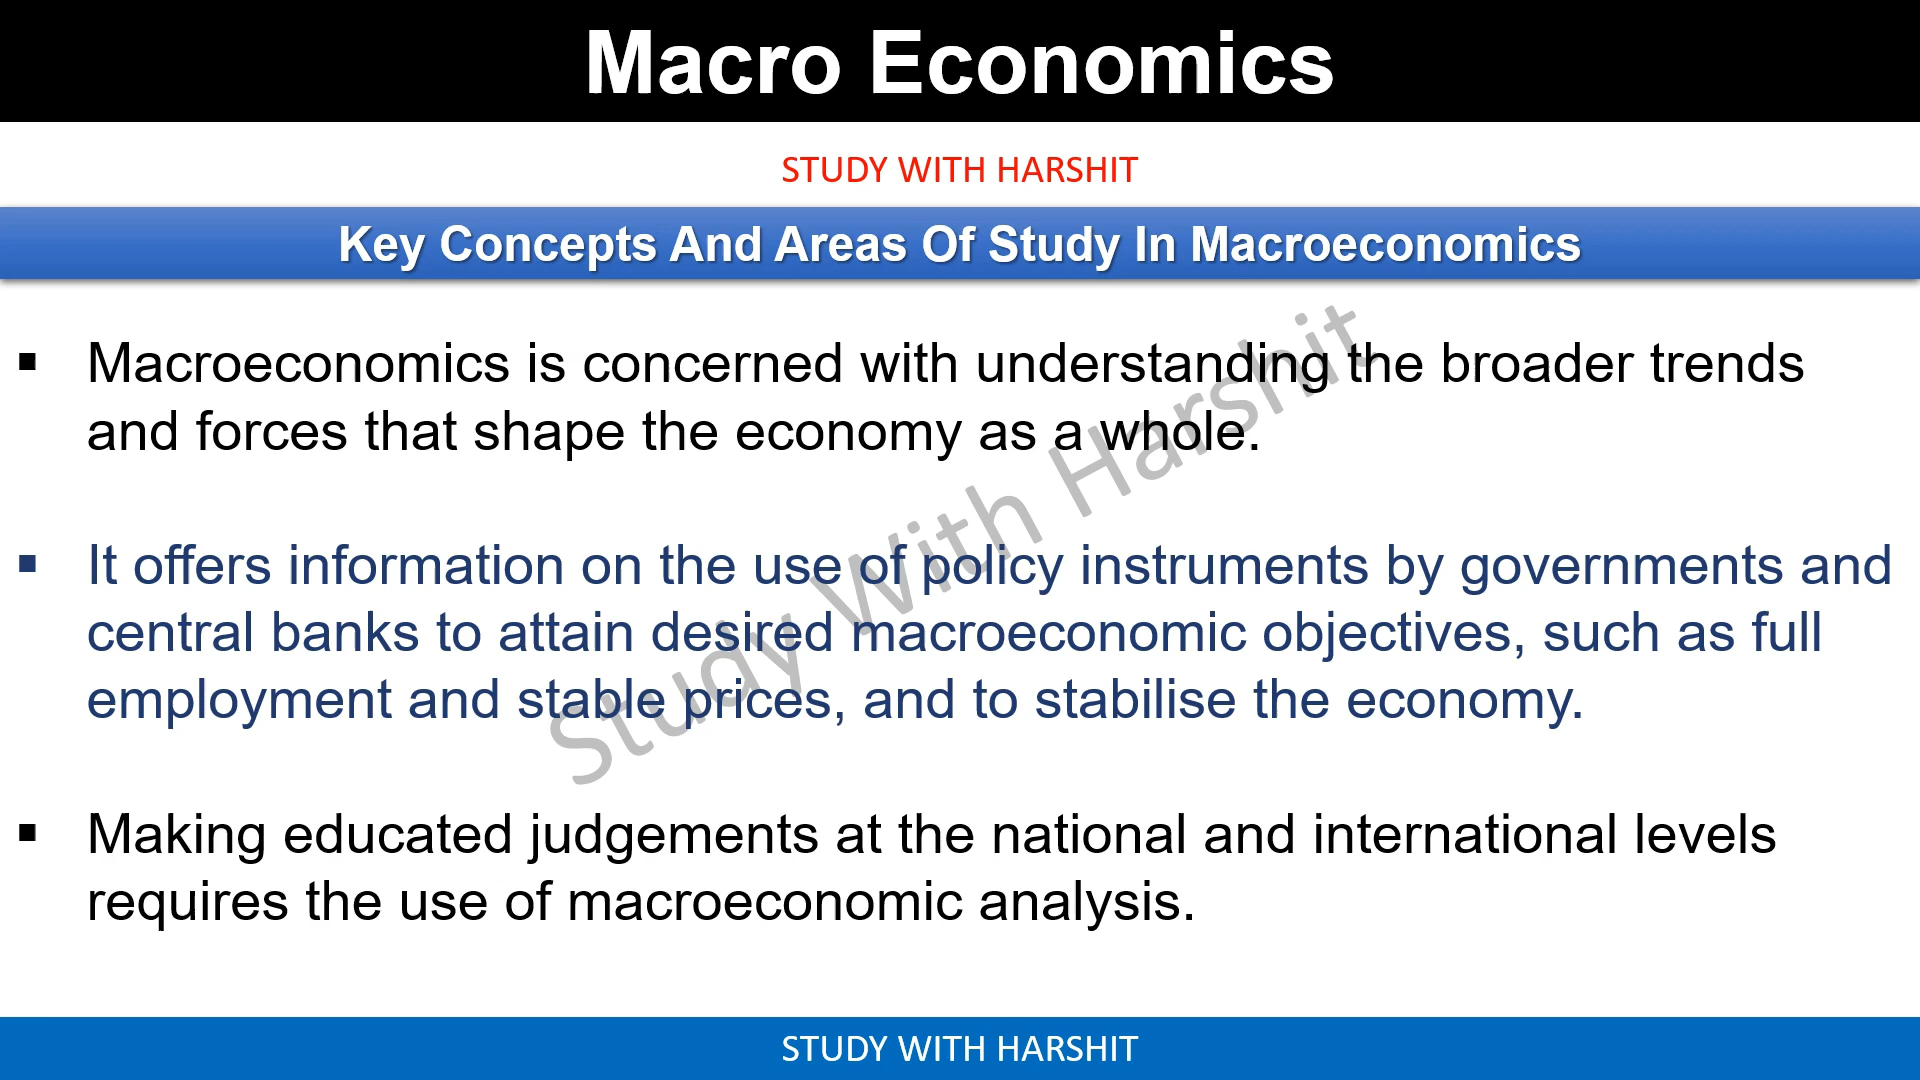 Macro Economics
STUDY WITH HARSHIT
Key Concepts And Areas Of Study In Macroeconomics
▪ Macroeconomics is concerned with understanding the broader trends
and forces that shape the economy as a whole.
▪ It offers information on the use of policy instruments by governments and
central banks to attain desired macroeconomic objectives, such as full
employment and stable prices, and to stabilise the economy.
▪ Making educated judgements at the national and international levels
requires the use of macroeconomic analysis.
Study With Harshit
STUDY WITH HARSHIT